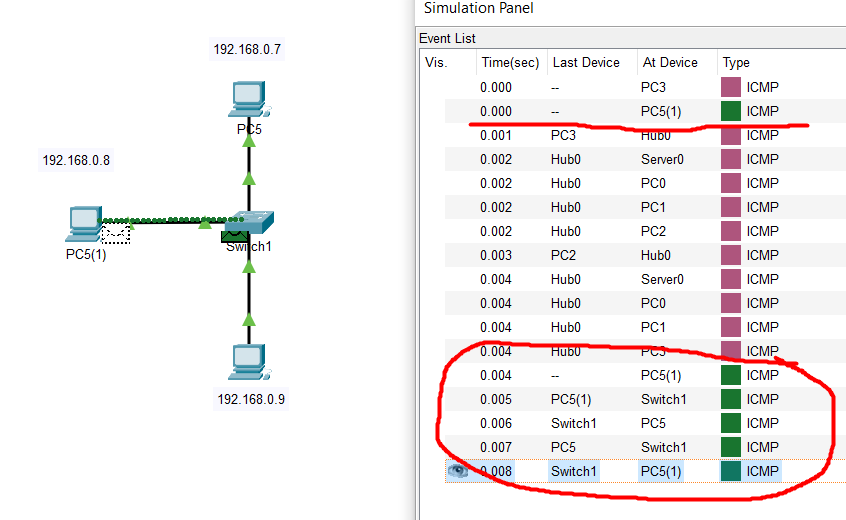 Simulation Panel
Event List
Vis. Time(sec) Last Device At Device Type
0.000 -- PC3 ICMP
0.000 -- PC5(1) ICMP
0.001 PC3 Hub0 ICMP
0.002 Hub0 Server0 ICMP
0.002 Hub0 PC0 ICMP
0.002 Hub0 PC1 ICMP
0.002 Hub0 PC2 ICMP
0.003 PC2 Hub0 ICMP
0.004 Hub0 Server0 ICMP
0.004 Hub0 PC0 ICMP
0.004 Hub0 PC1 ICMP
0.004 Hub0 PC3 ICMP
0.004 -- PC5(1) ICMP
0.005 PC5(1) Switch1 ICMP
0.006 Switch1 PC5 ICMP
0.007 PC5 Switch1 ICMP
0.008 Switch1 PC5(1) ICMP
192.168.0.7
PC5
192.168.0.8
PC5(1)
Switch1
192.168.0.9